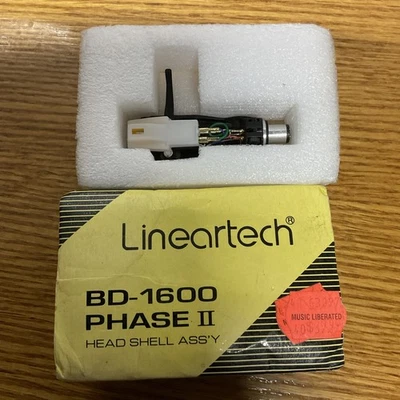 Lineartech®
BD-1600
PHASE II
HEAD SHELL ASS'Y
MUSIC LIBERATED